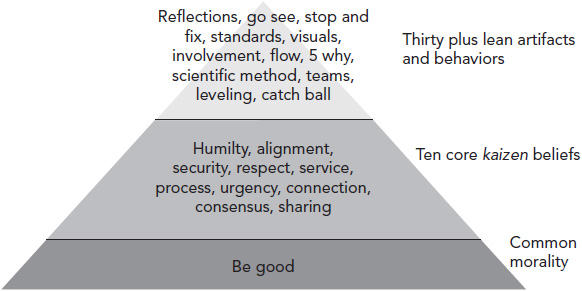 Reflections, go see, stop and
fix, standards, visuals,
involvement, flow, 5 why,
scientific method, teams,
leveling, catch ball
Thirty plus lean artifacts
and behaviors
Humilty, alignment,
security, respect, service,
process, urgency, connection,
consensus, sharing
Ten core kaizen beliefs
Be good
Common
morality